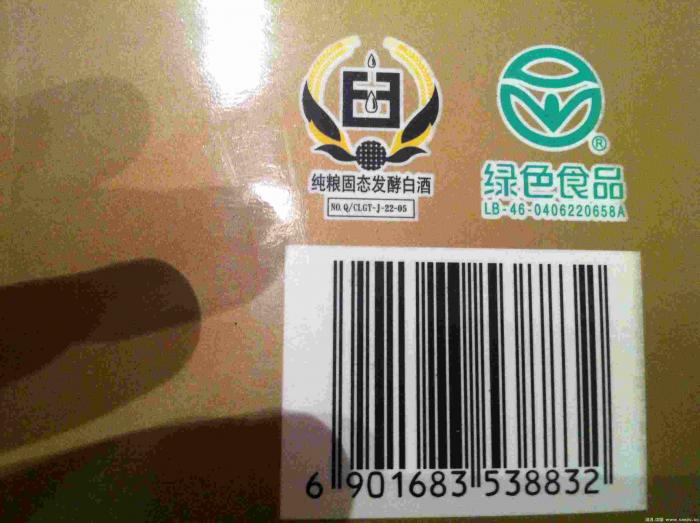 纯粮固态发酵白酒
NO.Q/CLGT-J-22-05
®
绿色食品
LB-46-0406220658A
6 901683 538832